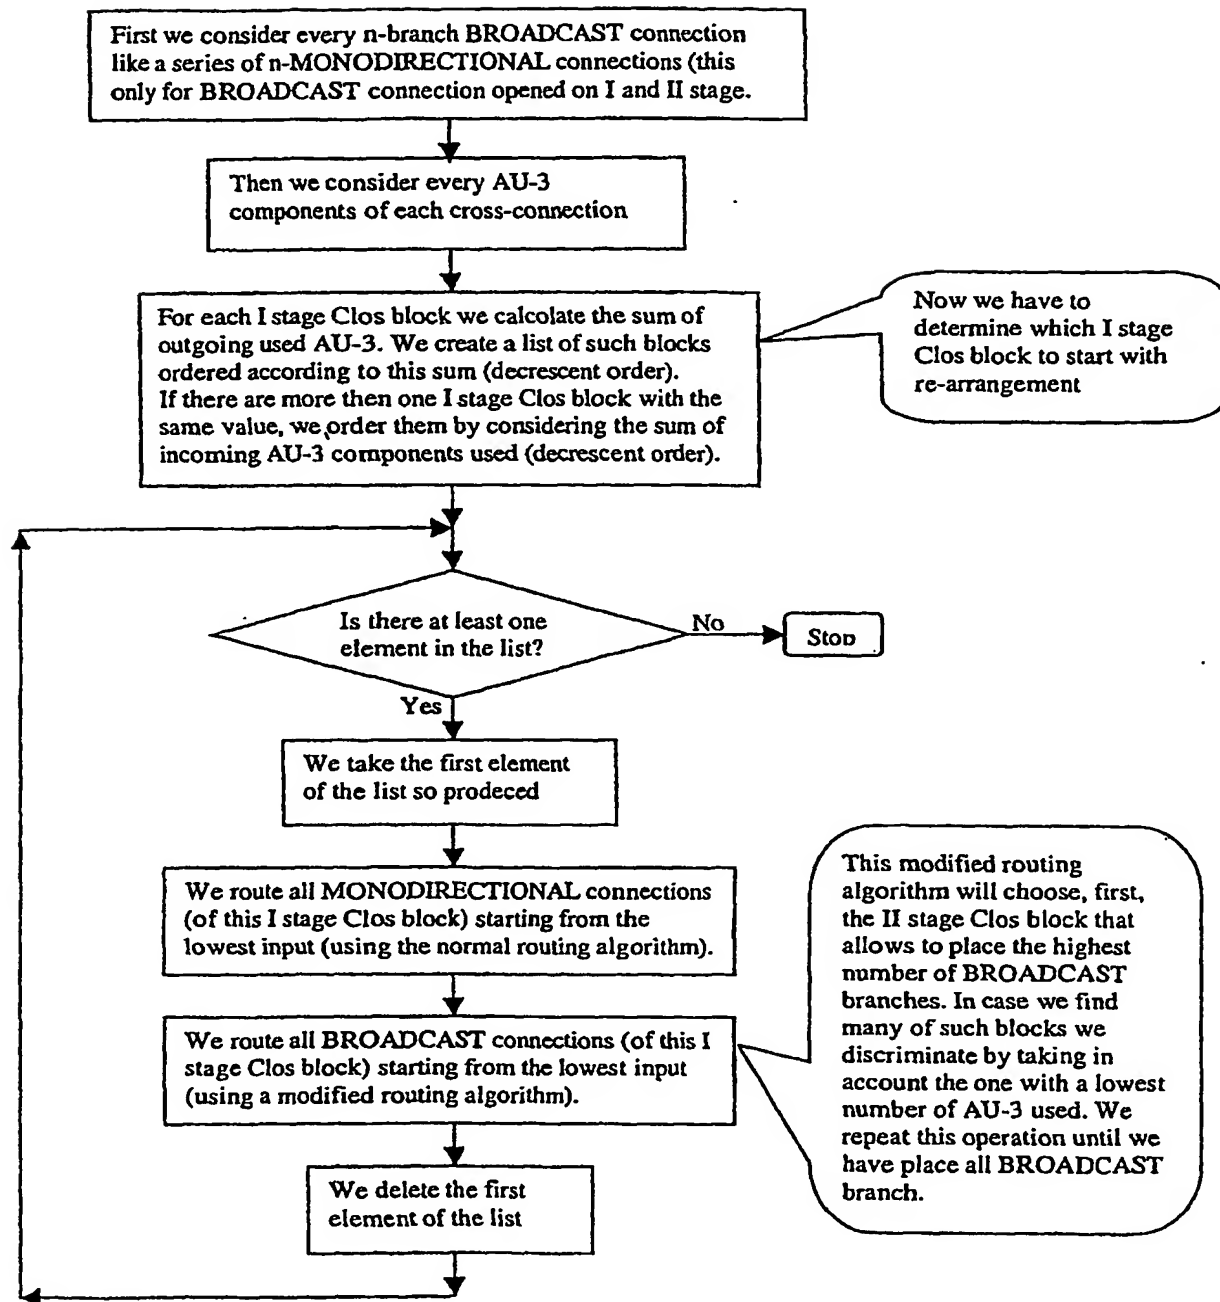 First we consider every n-branch BROADCAST connection
like a series of n-MONODIRECTIONAL connections (this
only for BROADCAST connection opened on I and II stage.
Then we consider every AU-3
components of each cross-connection
For each I stage Clos block we calcolate the sum of
outgoing used AU-3. We create a list of such blocks
ordered according to this sum (decrescent order).
If there are more then one I stage Clos block with the
same value, we order them by considering the sum of
incoming AU-3 components used (decrescent order).
Now we have to
determine which I stage
Clos block to start with
re-arrangement
Is there at least one
element in the list?
No
Stop
Yes
We take the first element
of the list so prodeced
We route all MONODIRECTIONAL connections
(of this I stage Clos block) starting from the
lowest input (using the normal routing algorithm).
We route all BROADCAST connections (of this I
stage Clos block) starting from the lowest input
(using a modified routing algorithm).
This modified routing
algorithm will choose, first,
the II stage Clos block that
allows to place the highest
number of BROADCAST
branches. In case we find
many of such blocks we
discriminate by taking in
account the one with a lowest
number of AU-3 used. We
repeat this operation until we
have place all BROADCAST
branch.
We delete the first
element of the list